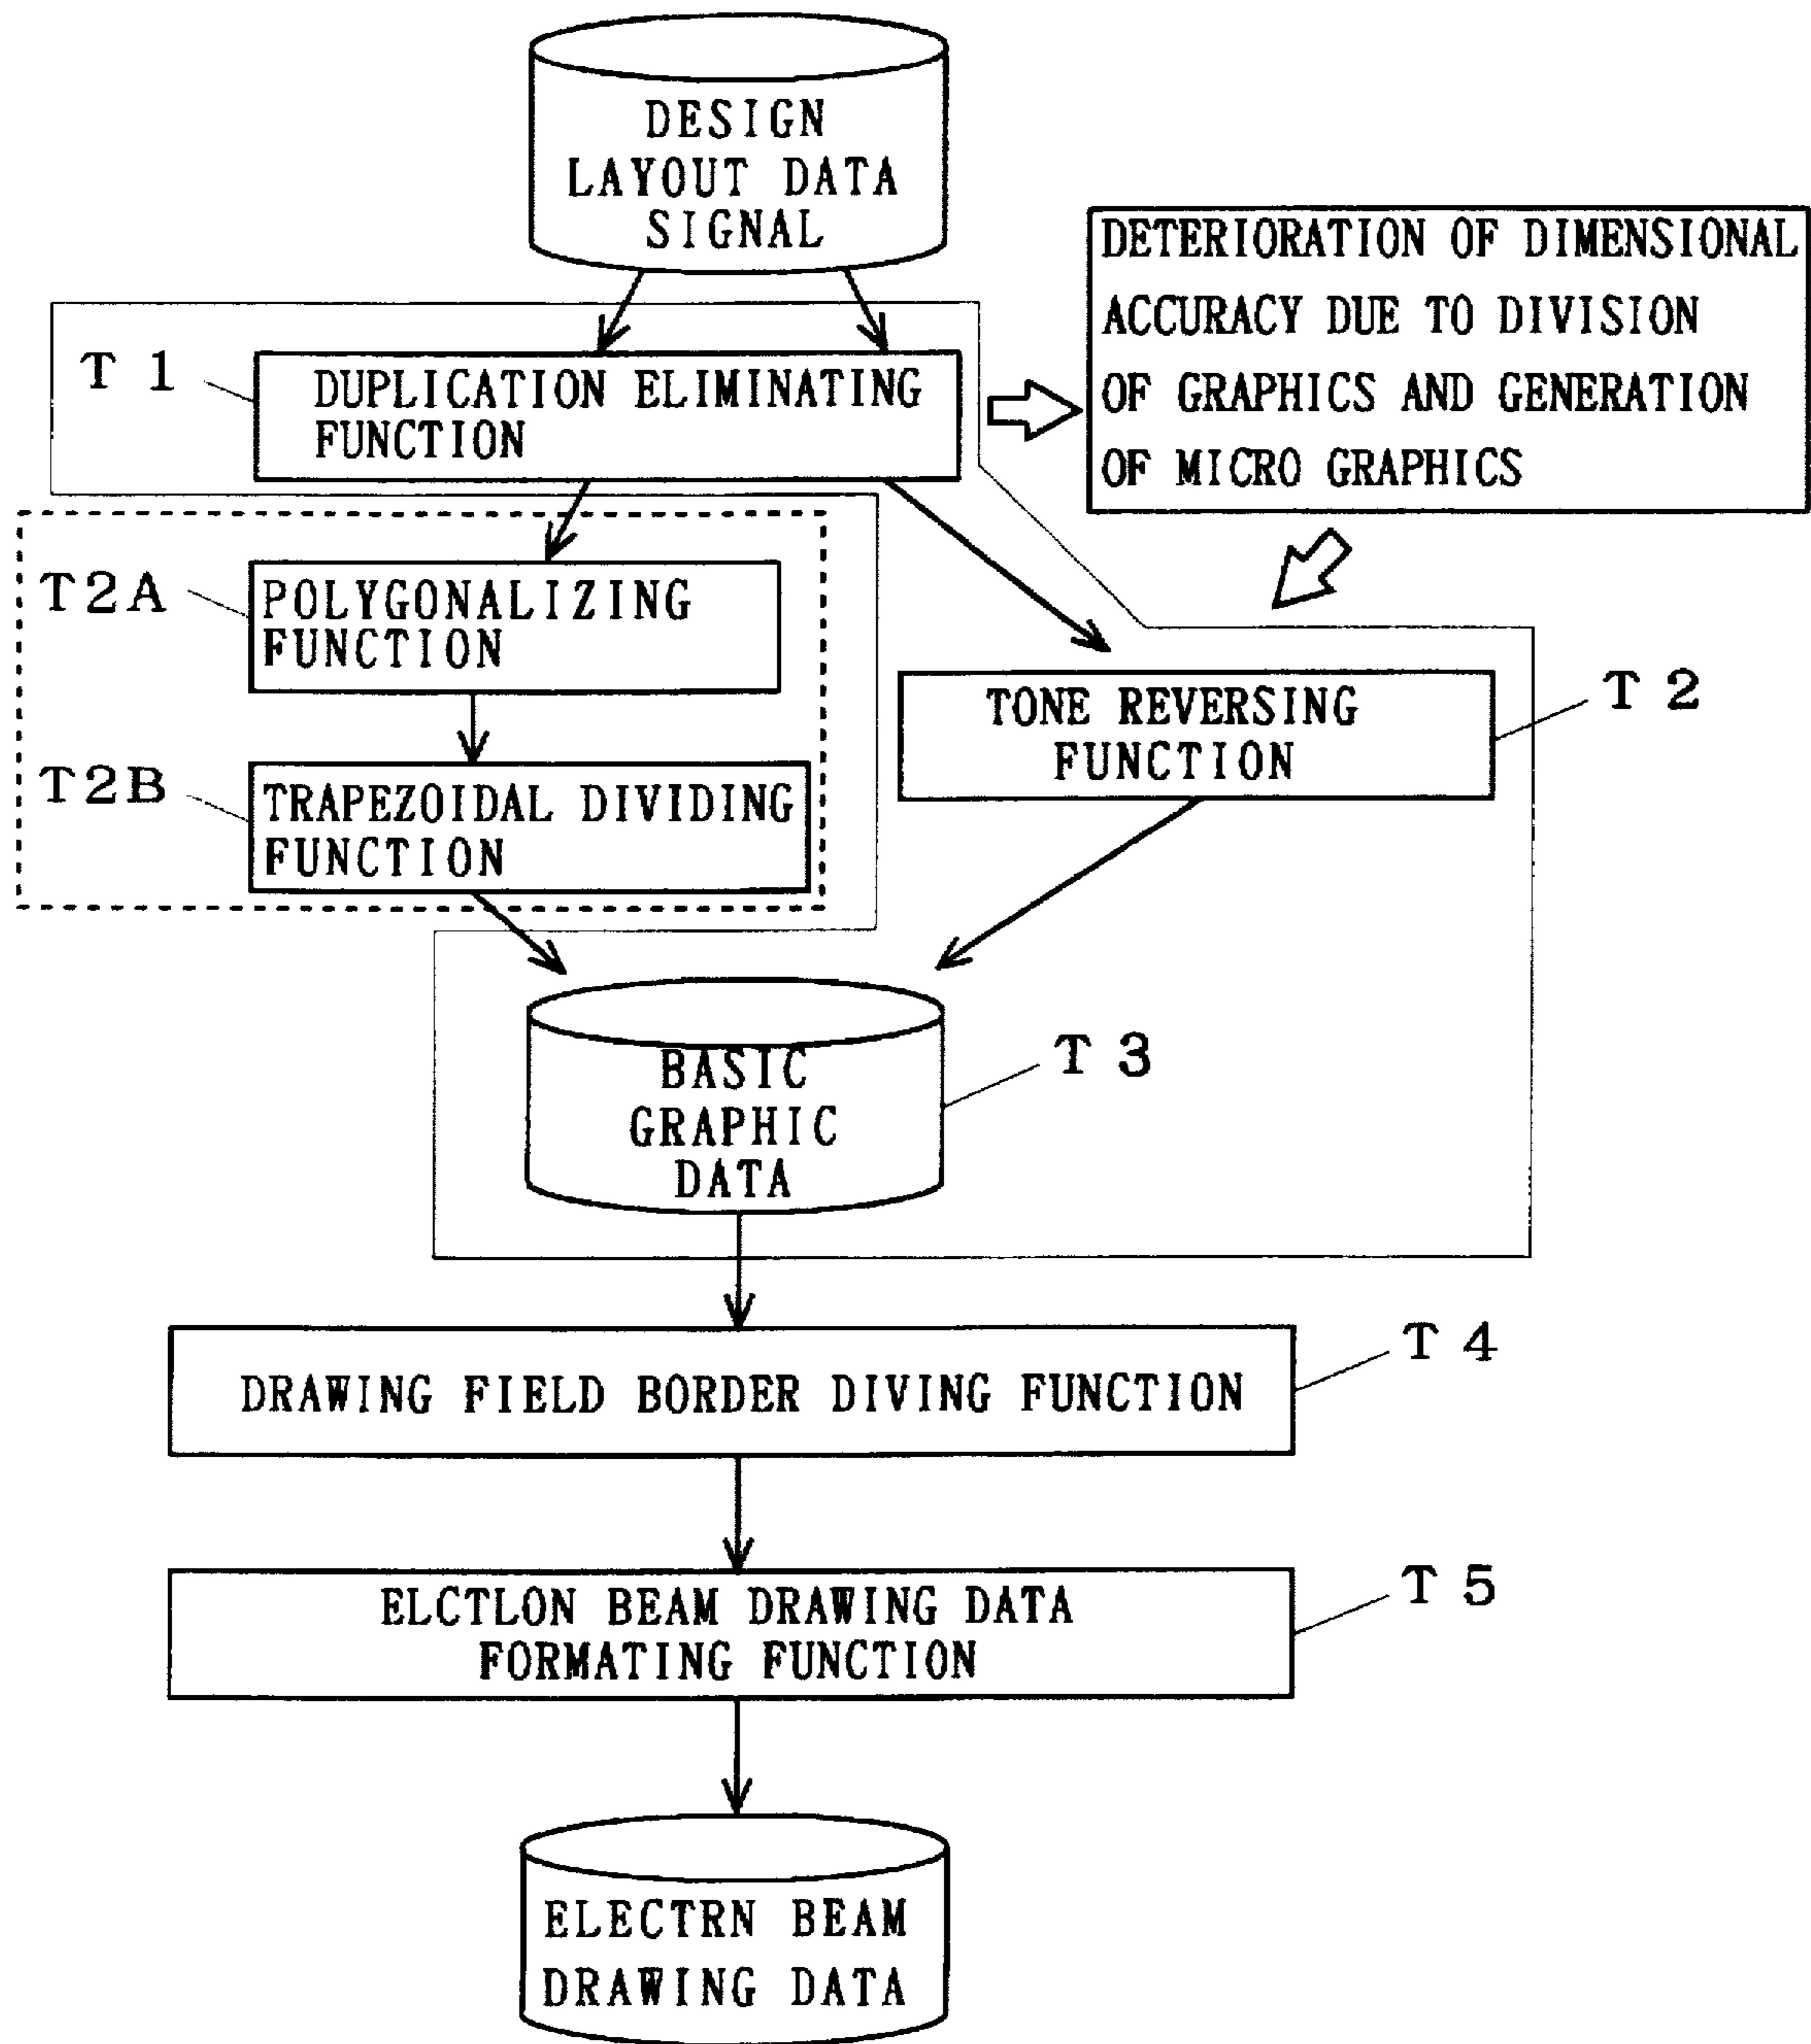 DESIGN
LAYOUT DATA
SIGNAL
DETERIORATION OF DIMENSIONAL
ACCURACY DUE TO DIVISION
OF GRAPHICS AND GENERATION
OF MICRO GRAPHICS
T 1
DUPLICATION ELIMINATING
FUNCTION
T2A
POLYGONALIZING
FUNCTION
T 2
TONE REVERSING
FUNCTION
T2B
TRAPEZOIDAL DIVIDING
FUNCTION
T 3
BASIC
GRAPHIC
DATA
T 4
DRAWING FIELD BORDER DIVING FUNCTION
T 5
ELCTLON BEAM DRAWING DATA
FORMATING FUNCTION
ELECTRN BEAM
DRAWING DATA